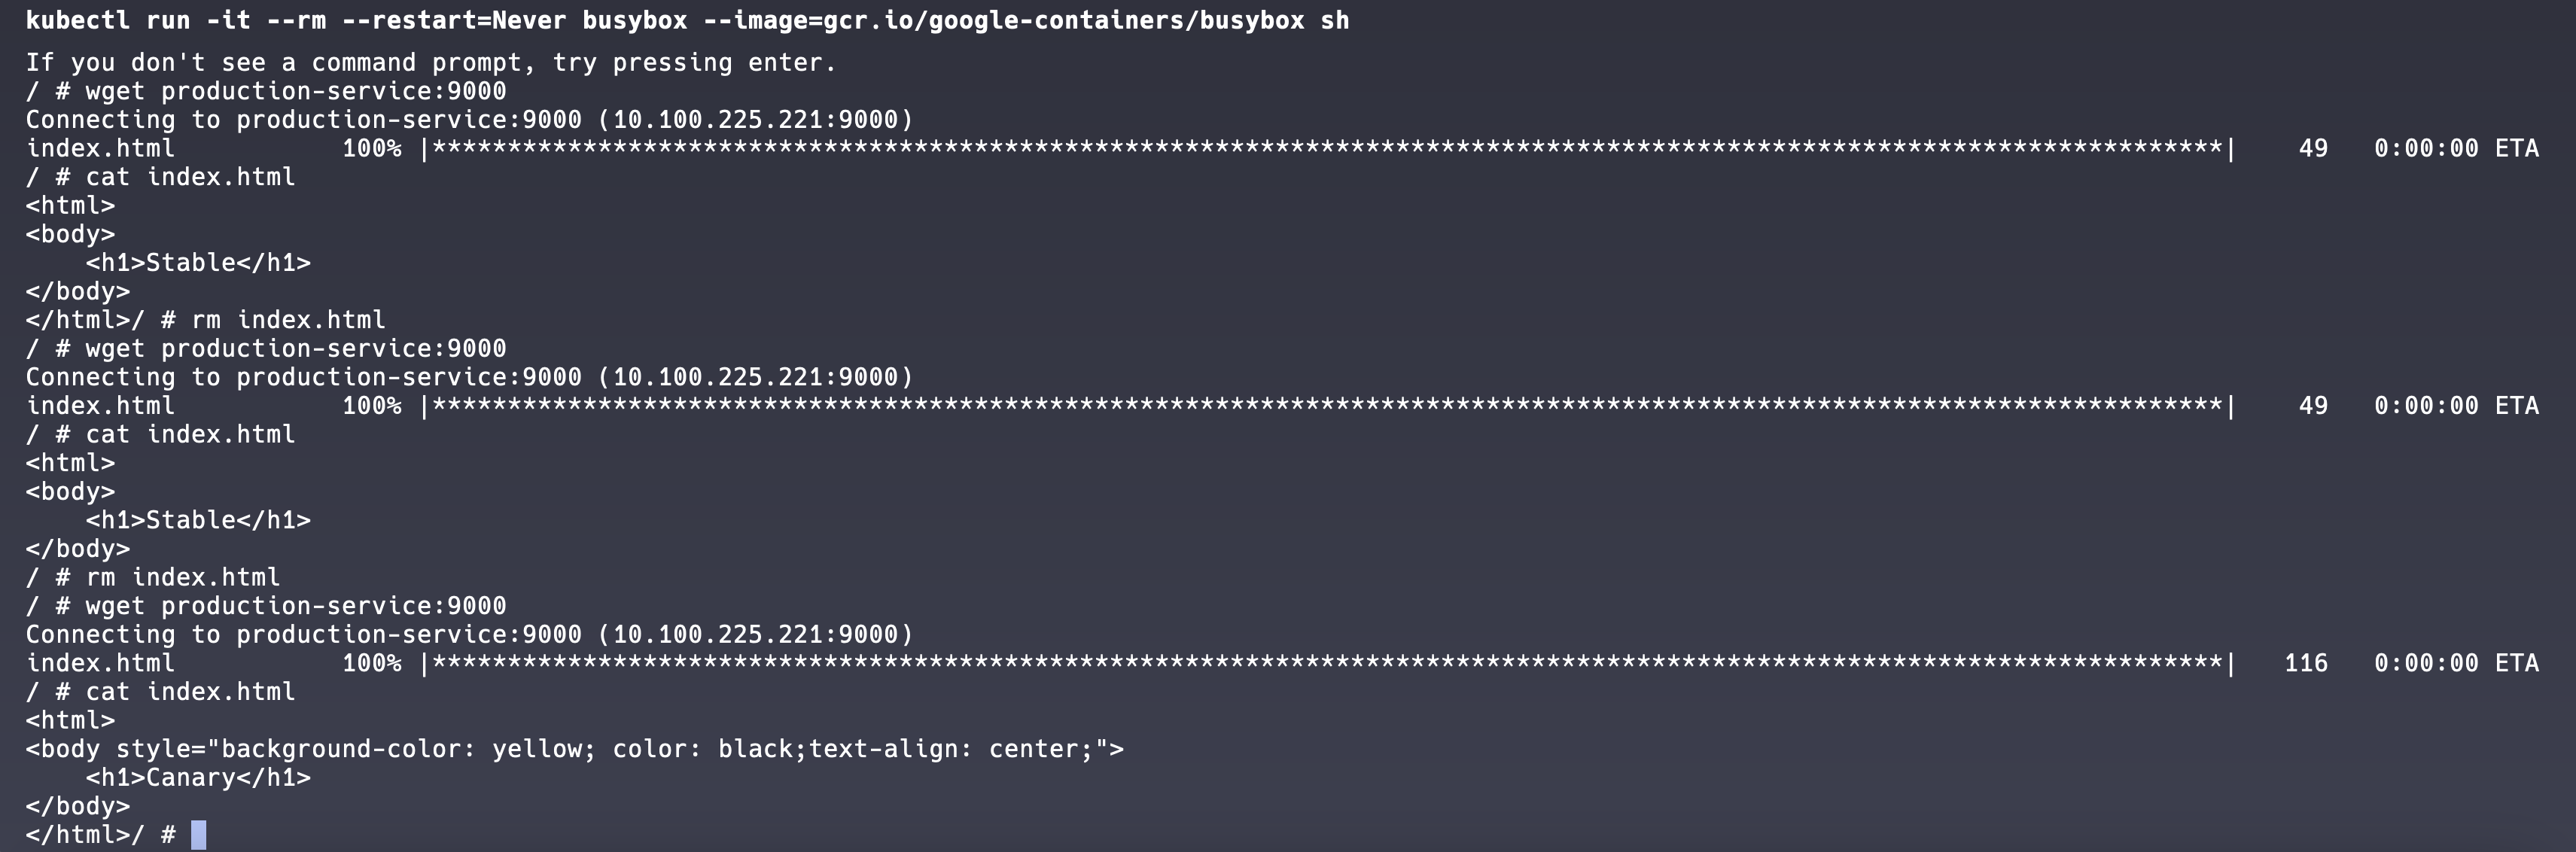 kubectl run -it --rm --restart=Never busybox --image=gcr.io/google-containers/busybox sh
If you don't see a command prompt, try pressing enter.
/ # wget production-service:9000
Connecting to production-service:9000 (10.100.225.221:9000)
index.html           100% |***********************************************************************************************************************|    49   0:00:00 ETA
/ # cat index.html
<html>
<body>
    <h1>Stable</h1>
</body>
</html>/ # rm index.html
/ # wget production-service:9000
Connecting to production-service:9000 (10.100.225.221:9000)
index.html           100% |***********************************************************************************************************************|    49   0:00:00 ETA
/ # cat index.html
<html>
<body>
    <h1>Stable</h1>
</body>
/ # rm index.html
/ # wget production-service:9000
Connecting to production-service:9000 (10.100.225.221:9000)
index.html           100% |***********************************************************************************************************************|   116   0:00:00 ETA
/ # cat index.html
<html>
<body style="background-color: yellow; color: black;text-align: center;">
    <h1>Canary</h1>
</body>
</html>/ #